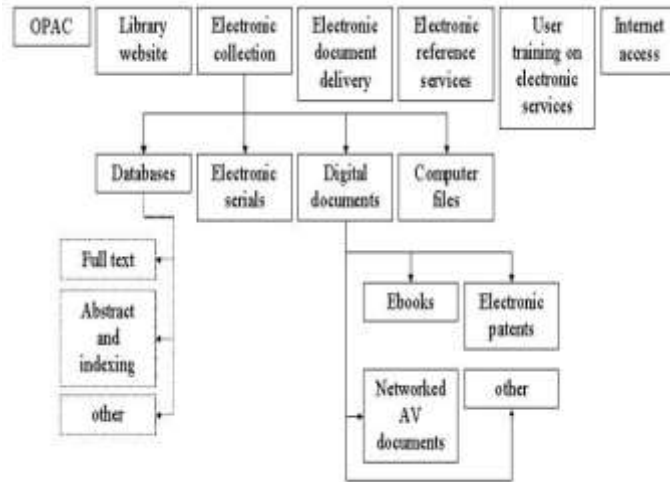 OPAC
Library
website
Electronic
collection
Electronic
document
delivery
Electronic
reference
services
User
training on
electronic
services
Internet
access
Databases
Electronic
serials
Digital
documents
Computer
files
Full text
Abstract
and
indexing
other
Ebooks
Electronic
patents
Networked
AV
documents
other